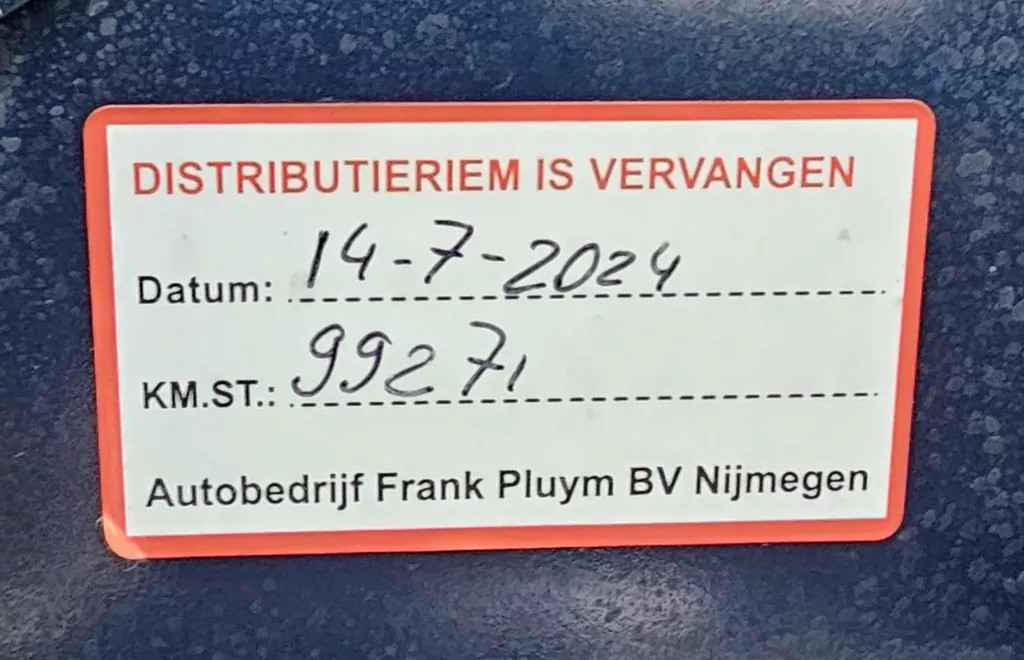 DISTRIBUTIERIEM IS VERVANGEN
Datum: 14-7-2024
KM.ST.: 99271
Autobedrijf Frank Pluym BV Nijmegen